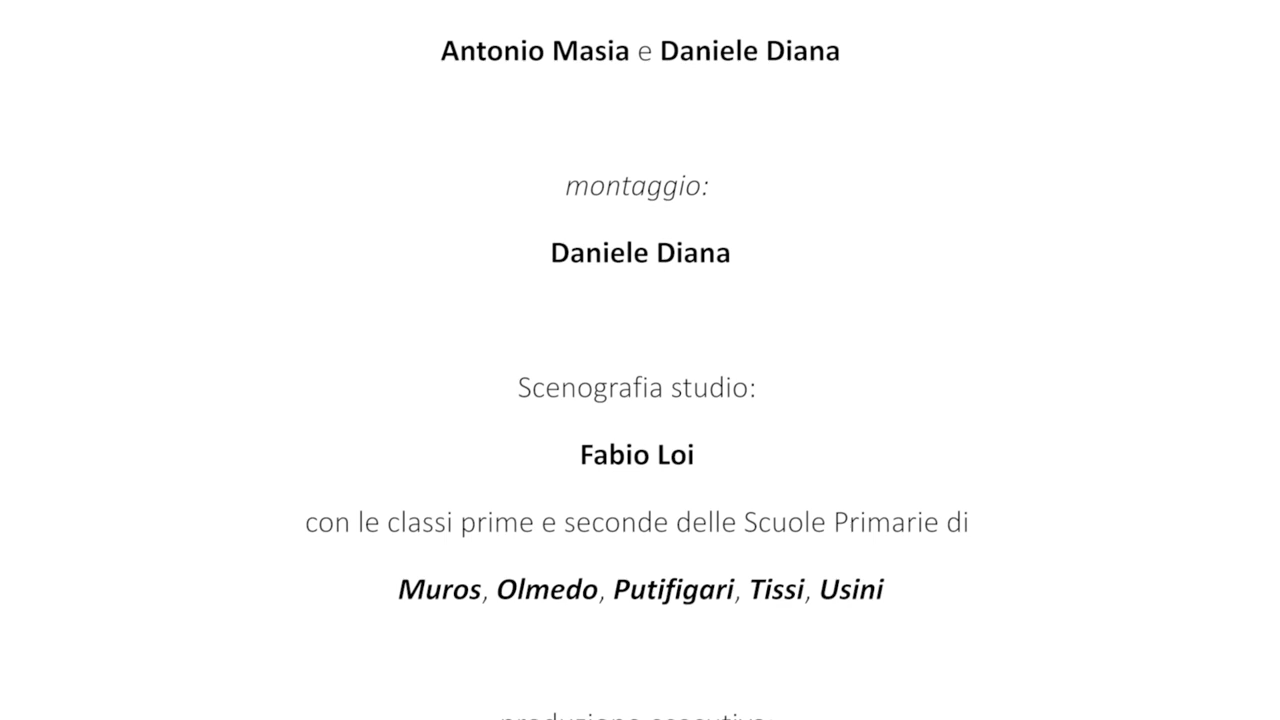 Antonio Masia e Daniele Diana
montaggio:
Daniele Diana
Scenografia studio:
Fabio Loi
con le classi prime e seconde delle Scuole Primarie di
Muros, Olmedo, Putifigari, Tissi, Usini